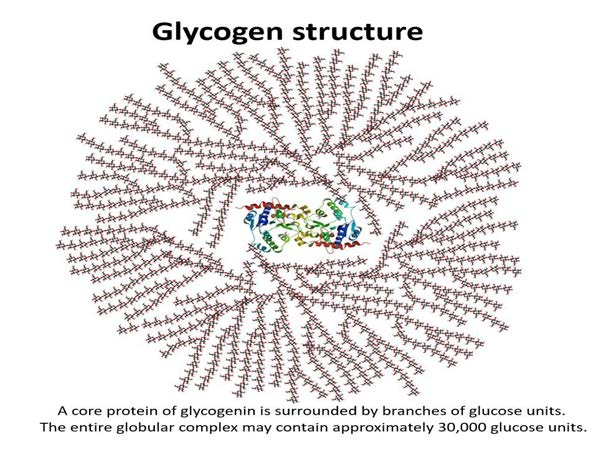 Glycogen structure
A core protein of glycogenin is surrounded by branches of glucose units.
The entire globular complex may contain approximately 30,000 glucose units.